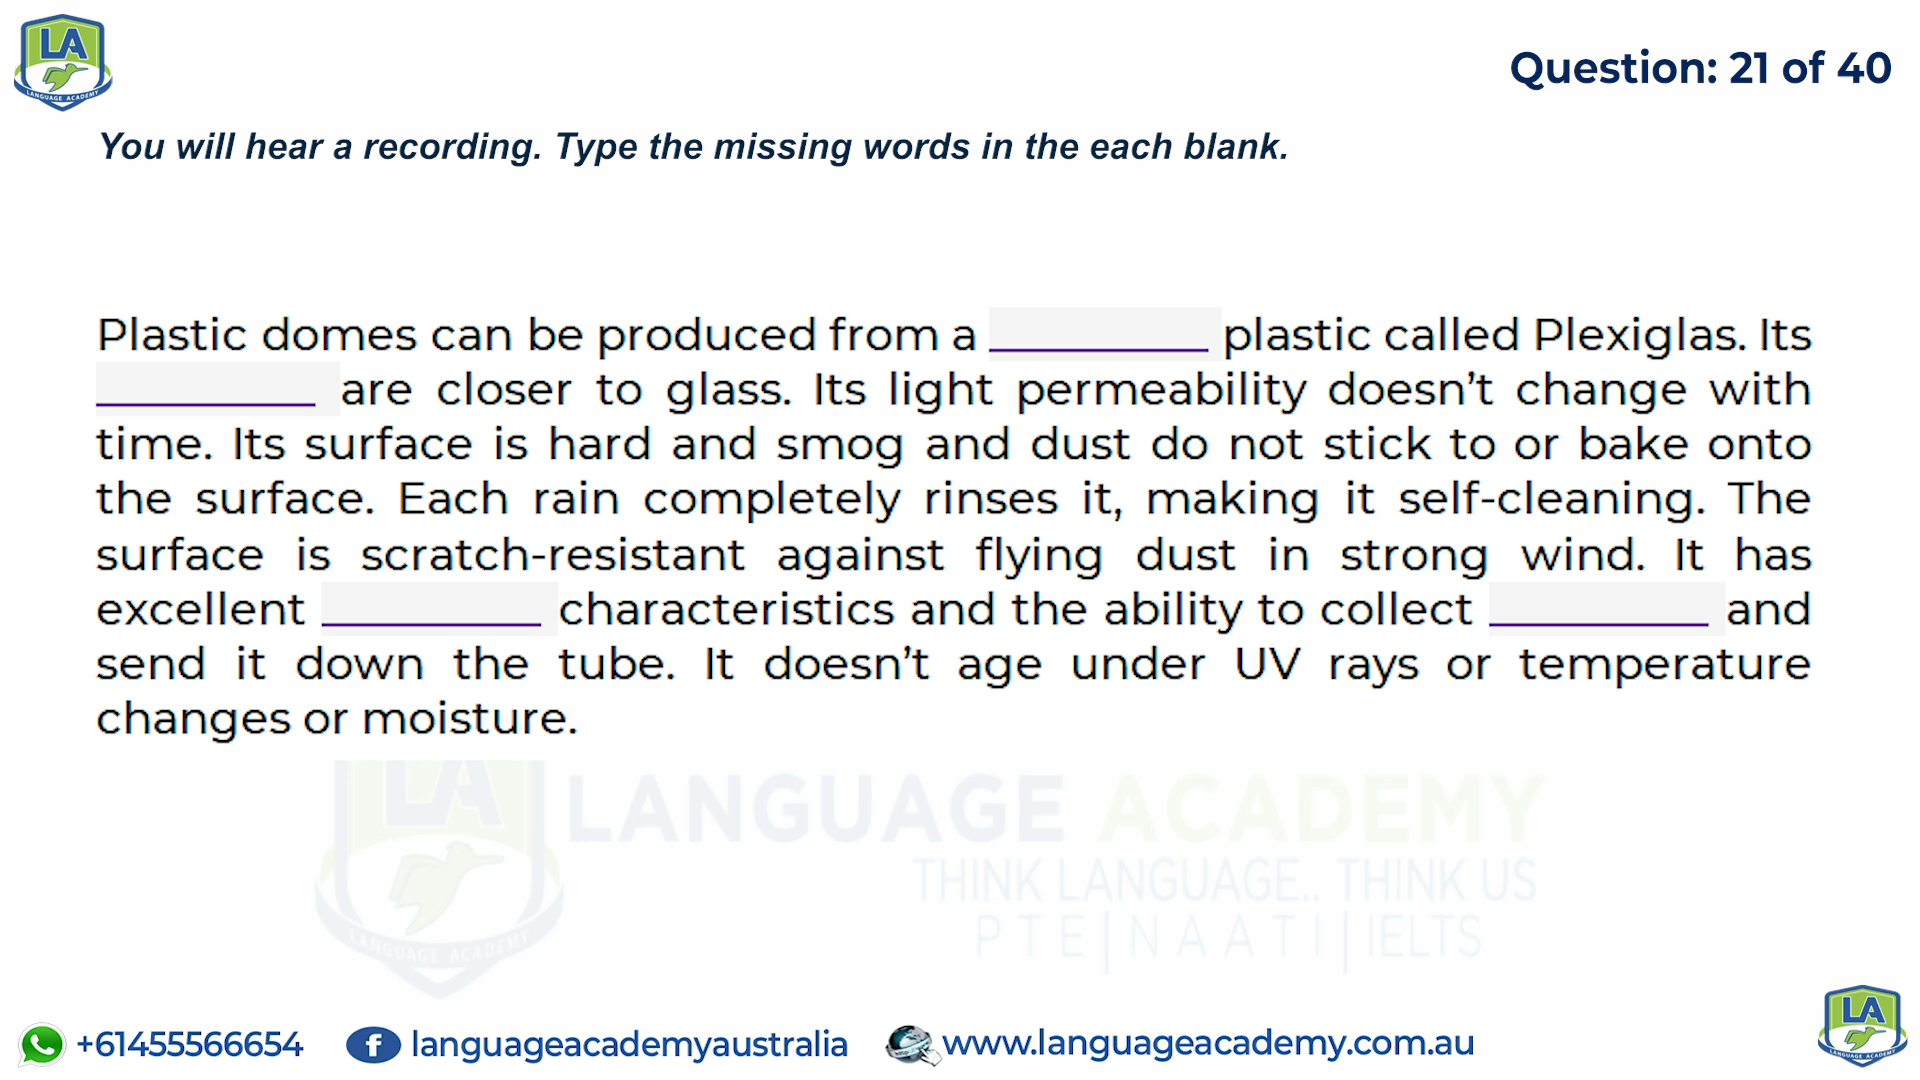 LA
LANGUAGE ACADEMY
Question: 21 of 40
You will hear a recording. Type the missing words in the each blank.
Plastic domes can be produced from a plastic called Plexiglas. Its
are closer to glass. Its light permeability doesn't change with
time. Its surface is hard and smog and dust do not stick to or bake onto
the surface. Each rain completely rinses it, making it self-cleaning. The
surface is scratch-resistant against flying dust in strong wind. It has
excellent characteristics and the ability to collect and
send it down the tube. It doesn't age under UV rays or temperature
changes or moisture.
LA
LANGUAGE ACADEMY
LANGUAGE ACADEMY
THINK LANGUAGE.. THINK US
PTE|NAATI|IELTS
+61455566654
f languageacademyaustralia
www.languageacademy.com.au
LA
LANGUAGE ACADEMY